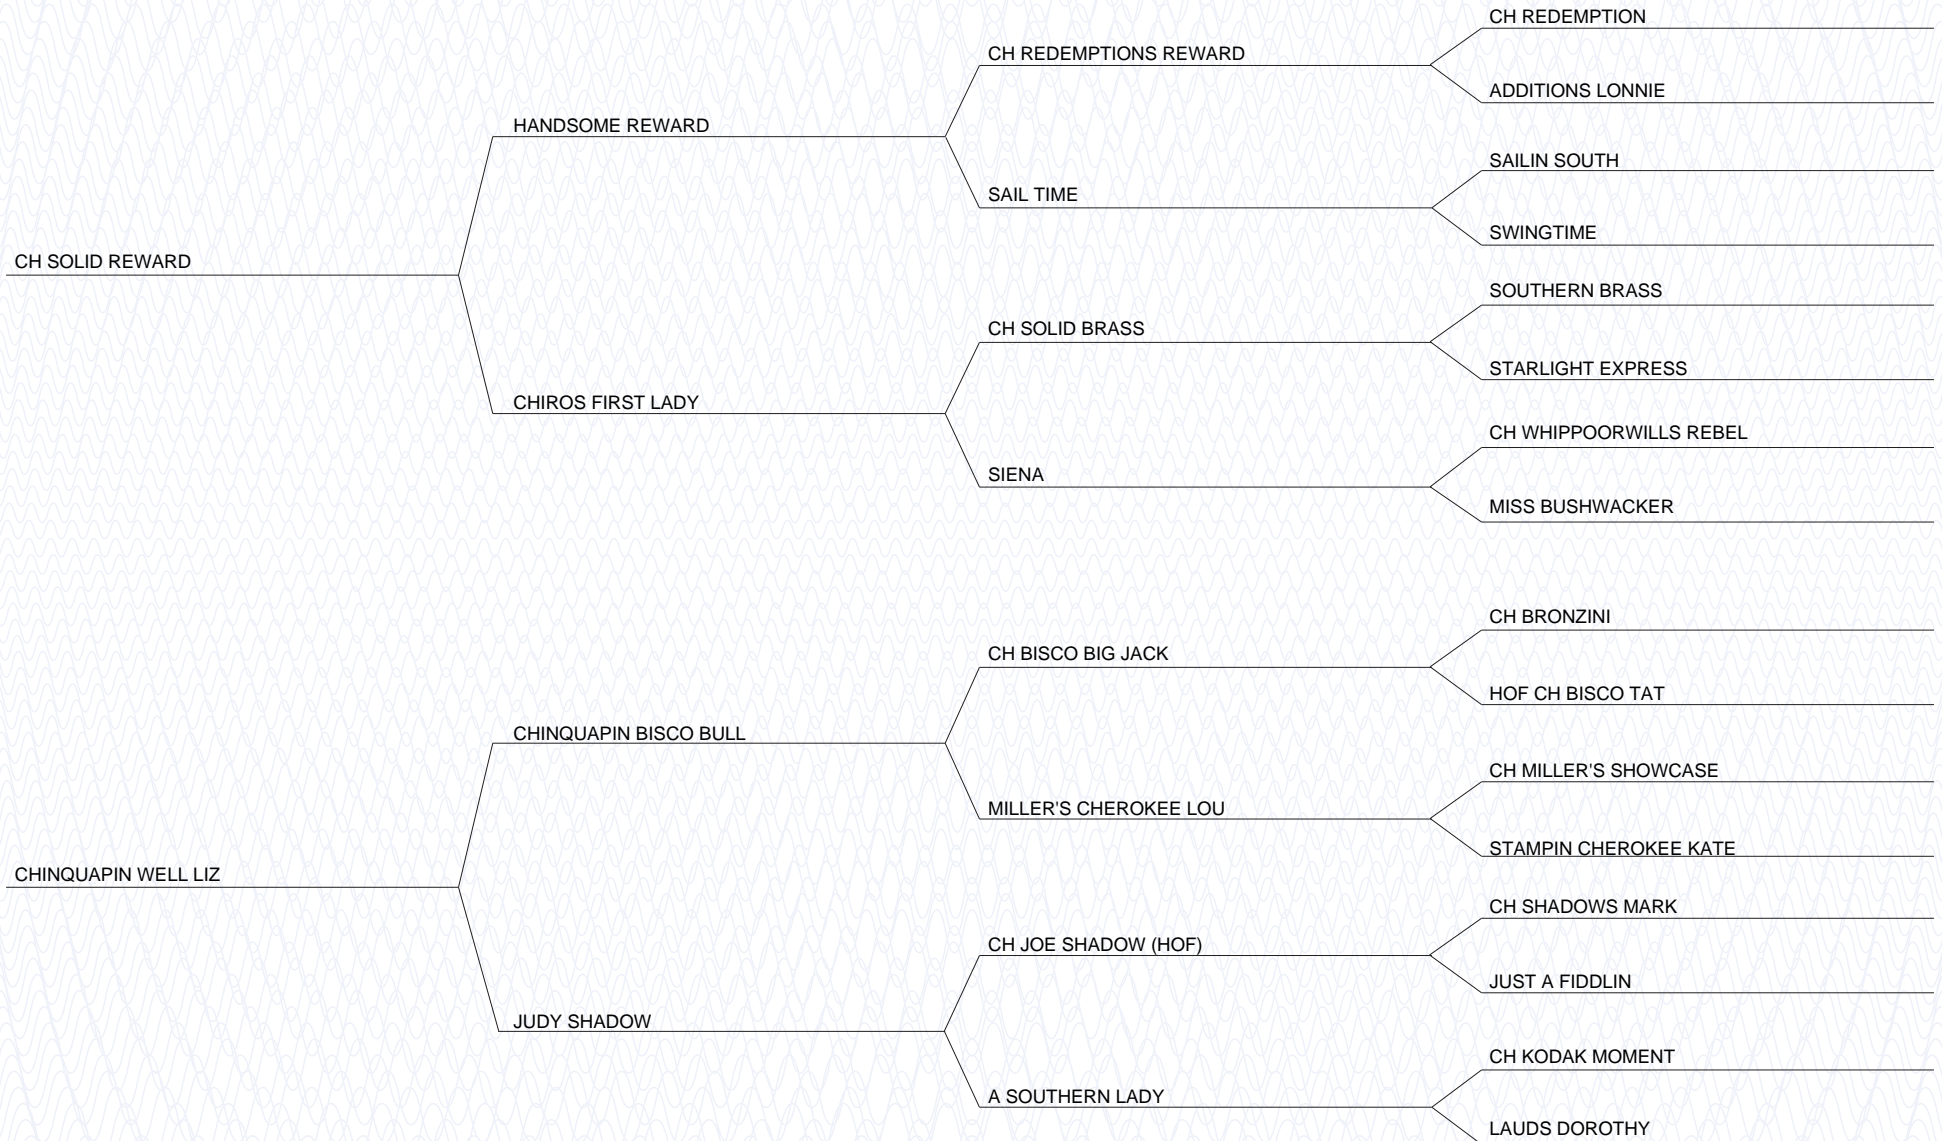 CH REDEMPTION
CH REDEMPTIONS REWARD
ADDITIONS LONNIE
HANDSOME REWARD
SAILIN SOUTH
SAIL TIME
SWINGTIME
CH SOLID REWARD
SOUTHERN BRASS
CH SOLID BRASS
STARLIGHT EXPRESS
CHIROS FIRST LADY
CH WHIPPOORWILLS REBEL
SIENA
MISS BUSHWACKER
CH BRONZINI
CH BISCO BIG JACK
HOF CH BISCO TAT
CHINQUAPIN BISCO BULL
CH MILLER'S SHOWCASE
MILLER'S CHEROKEE LOU
STAMPIN CHEROKEE KATE
CHINQUAPIN WELL LIZ
CH SHADOWS MARK
CH JOE SHADOW (HOF)
JUST A FIDDLIN
JUDY SHADOW
CH KODAK MOMENT
A SOUTHERN LADY
LAUDS DOROTHY